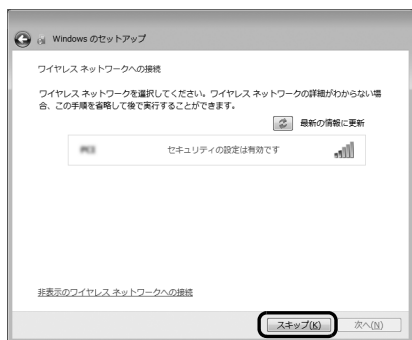 Windows のセットアップ
ワイヤレス ネットワークへの接続
ワイヤレス ネットワークを選択してください。ワイヤレス ネットワークの詳細がわからない場
合、この手順を省略して後で実行することができます。
最新の情報に更新
セキュリティの設定は有効です
非表示のワイヤレス ネットワークへの接続
スキップ(K) 次へ(N)